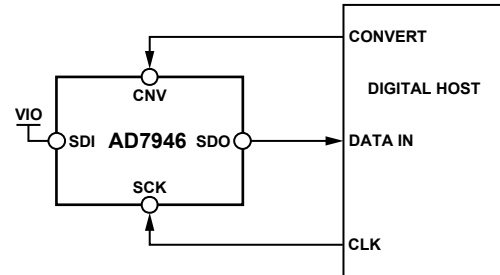 CONVERT
CNV
DIGITAL HOST
VIO
SDI AD7946 SDO
DATA IN
SCK
CLK